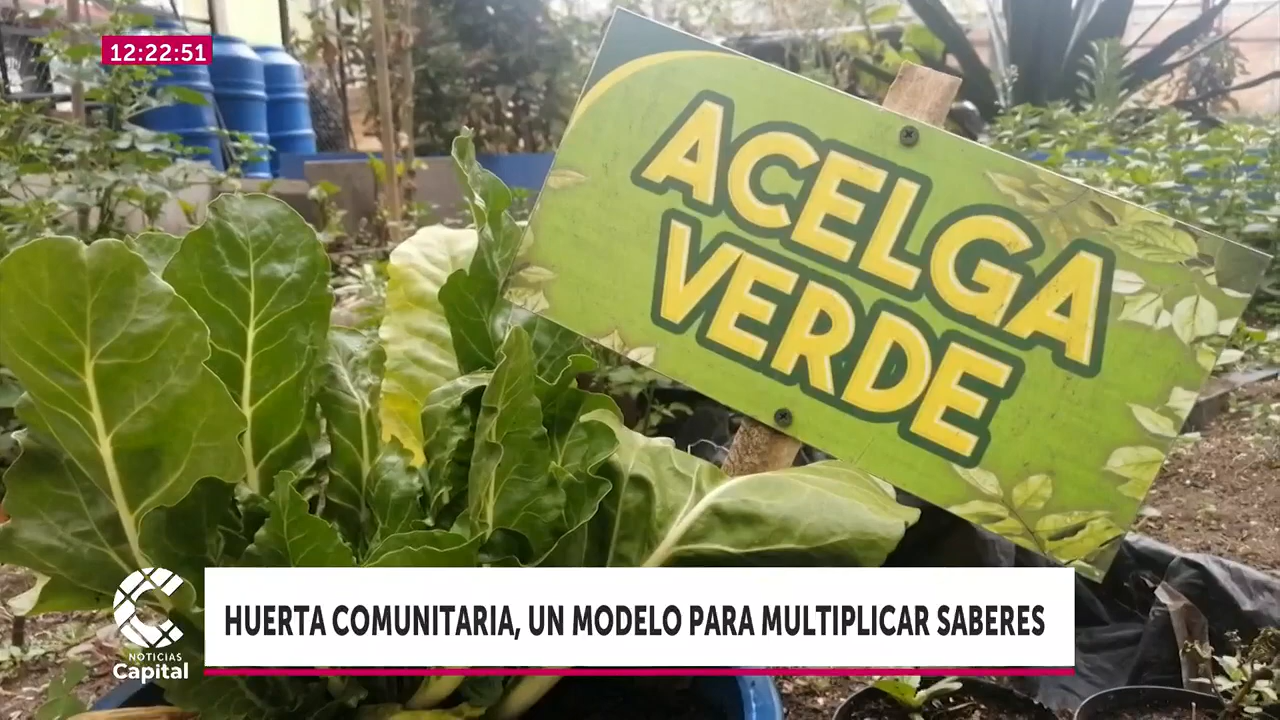 12:22:51
ACELGA
VERDE
HUERTA COMUNITARIA, UN MODELO PARA MULTIPLICAR SABERES
NOTICIAS
Capital